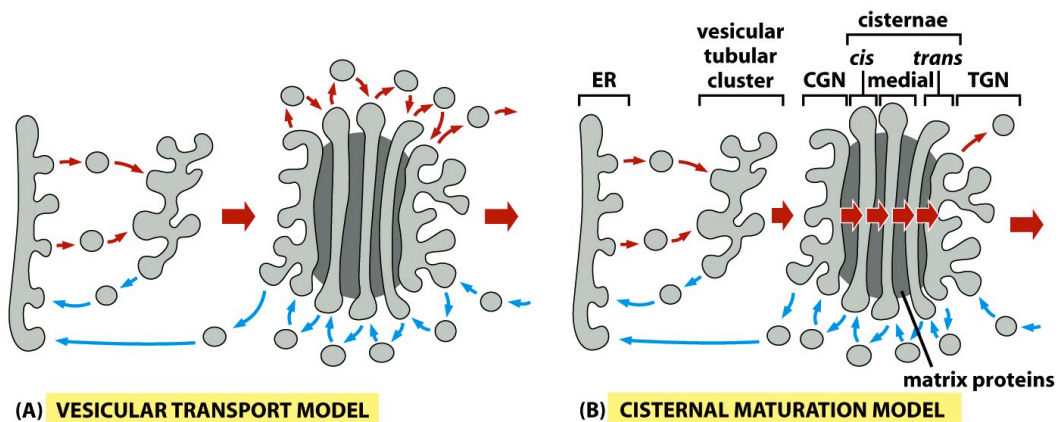 cisternae
vesicular
tubular
cluster
cis
trans
ER
CGN
medial
TGN
matrix proteins
(A) VESICULAR TRANSPORT MODEL
(B) CISTERNAL MATURATION MODEL